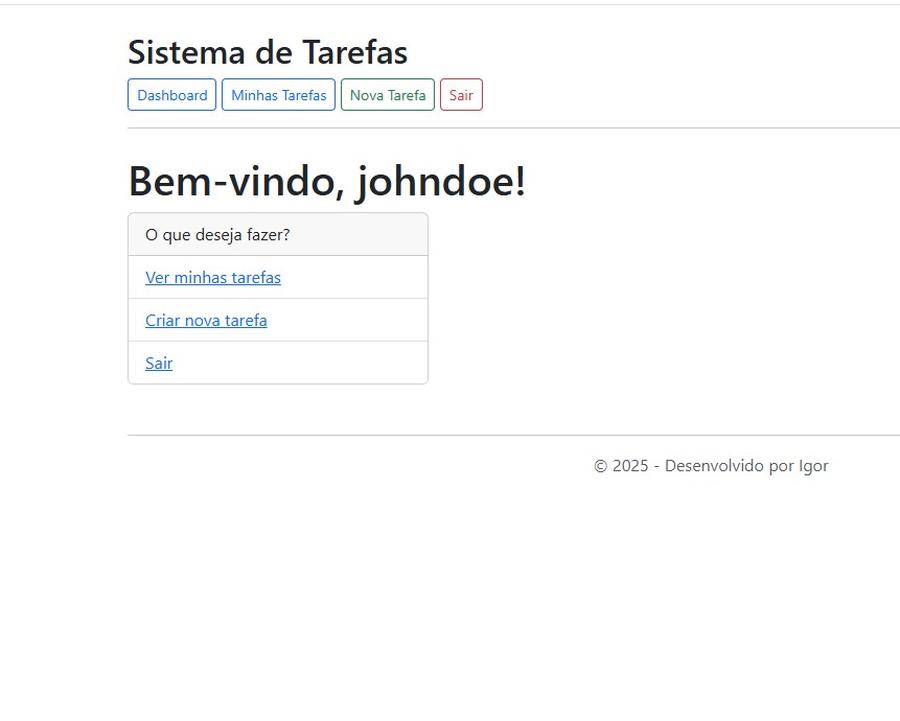 Sistema de Tarefas
Dashboard Minhas Tarefas Nova Tarefa Sair
Bem-vindo, johndoe!
O que deseja fazer?
Ver minhas tarefas
Criar nova tarefa
Sair
© 2025 - Desenvolvido por Igor